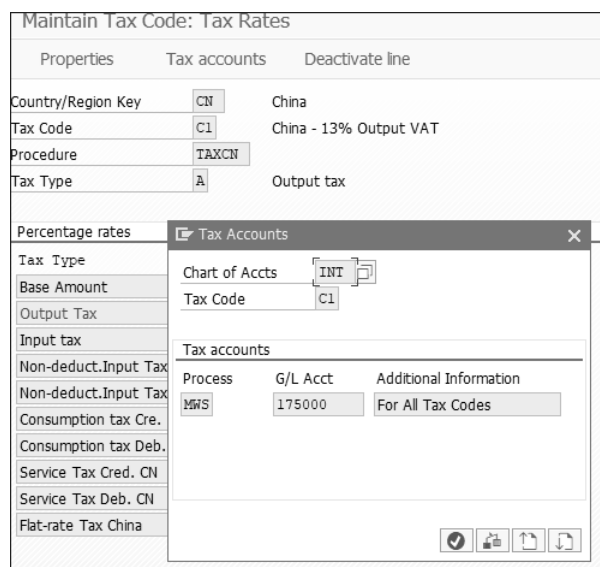 Maintain Tax Code: Tax Rates
Properties Tax accounts Deactivate line
Country/Region Key CN China
Tax Code C1 China - 13% Output VAT
Procedure TAXCN
Tax Type A Output tax
Percentage rates
Tax Type
Base Amount
Output Tax
Input tax
Non-deduct.Input Tax
Non-deduct.Input Tax
Consumption tax Cre.
Consumption tax Deb.
Service Tax Cred. CN
Service Tax Deb. CN
Flat-rate Tax China
Tax Accounts
Chart of Accts INT
Tax Code C1
Tax accounts
Process G/L Acct Additional Information
MWS 175000 For All Tax Codes